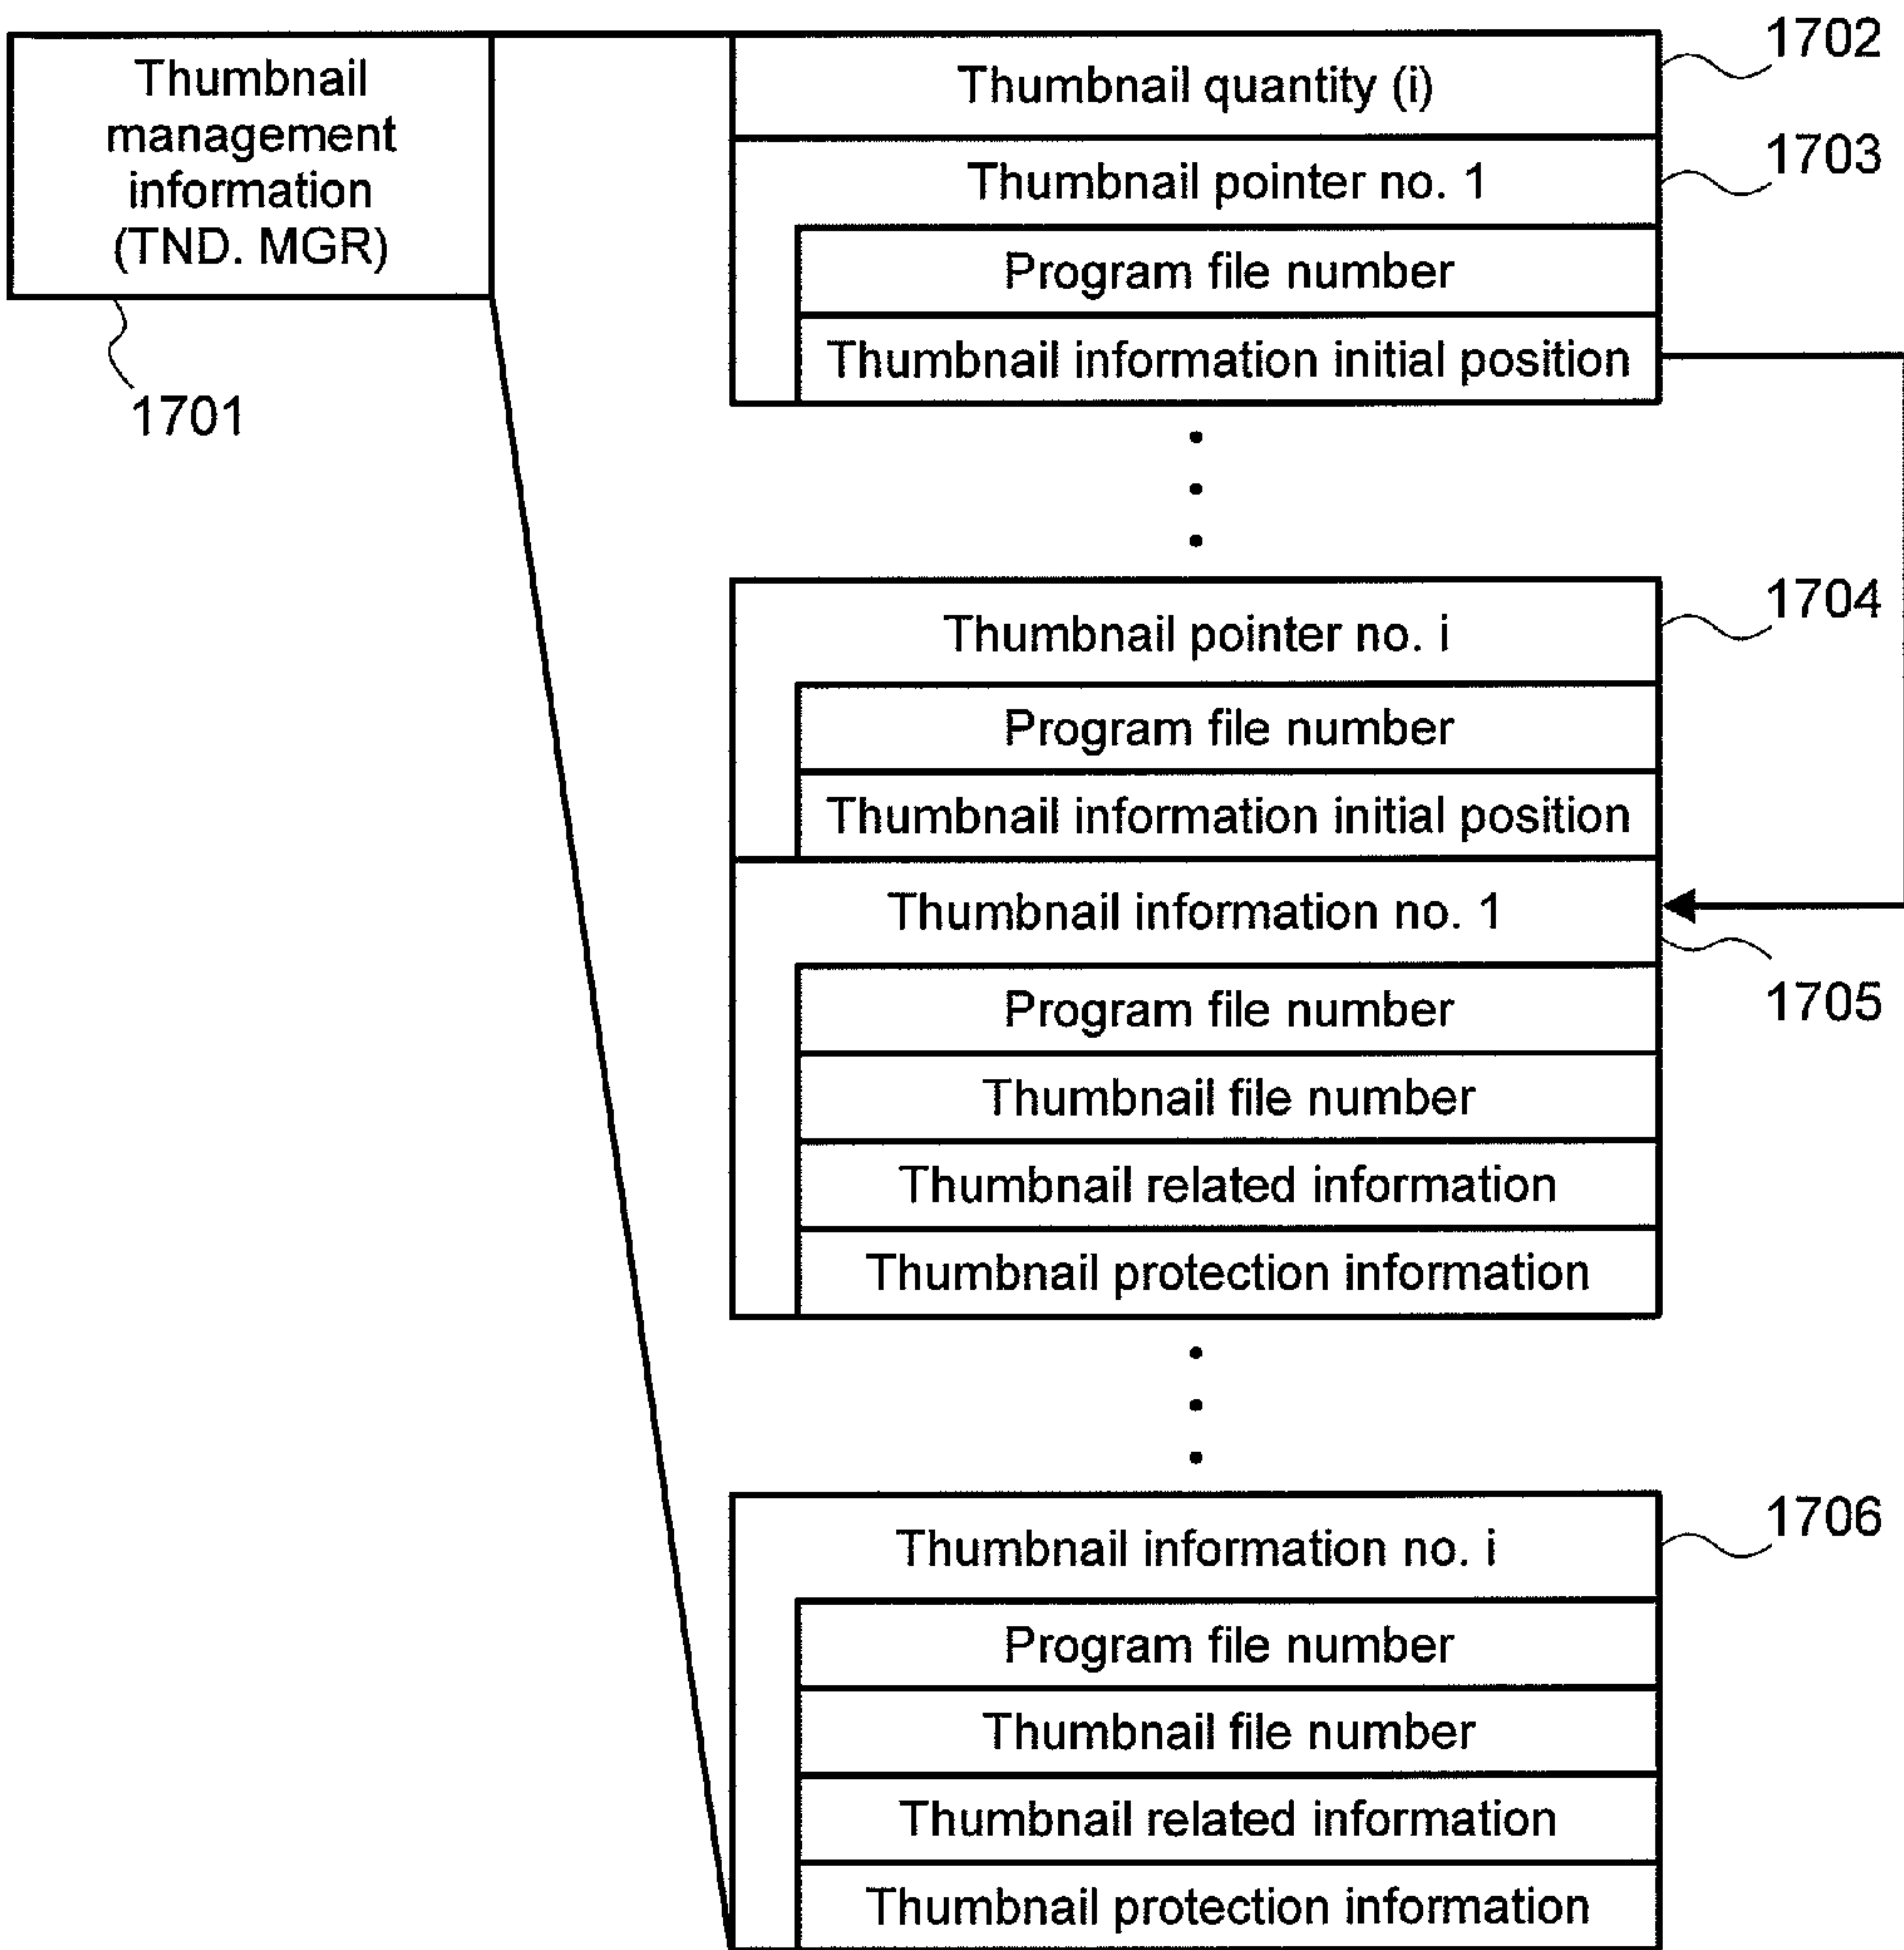 Thumbnail
management
information
(TND. MGR)
1701
Thumbnail quantity (i)
1702
Thumbnail pointer no. 1
1703
Program file number
Thumbnail information initial position
Thumbnail pointer no. i
1704
Program file number
Thumbnail information initial position
Thumbnail information no. 1
1705
Program file number
Thumbnail file number
Thumbnail related information
Thumbnail protection information
Thumbnail information no. i
1706
Program file number
Thumbnail file number
Thumbnail related information
Thumbnail protection information